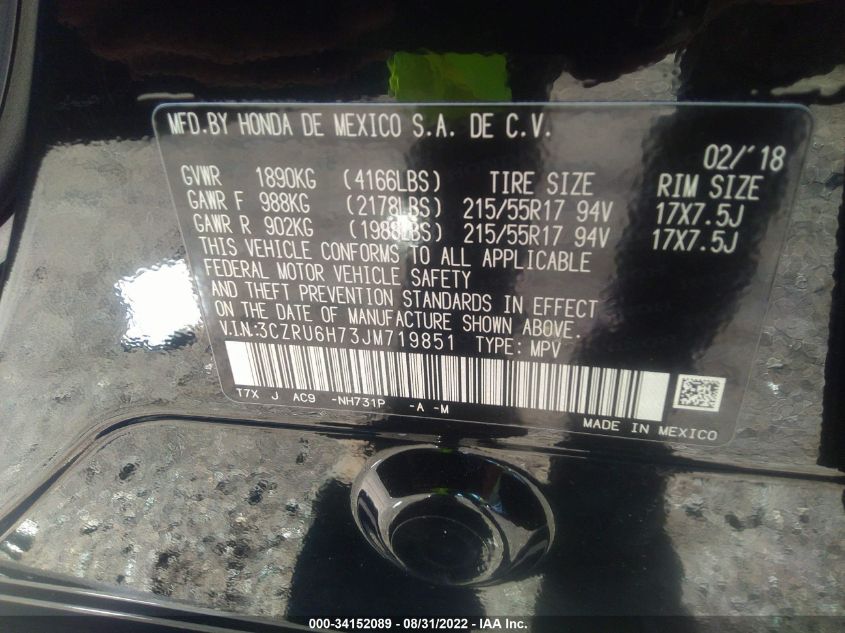 MFD.BY HONDA DE MEXICO S.A. DE C.V.
02/'18
GVWR 1890KG (4166LBS) TIRE SIZE RIM SIZE
GAWR F 988KG (2178LBS) 215/55R17 94V 17X7.5J
GAWR R 902KG (1988LBS) 215/55R17 94V 17X7.5J
THIS VEHICLE CONFORMS TO ALL APPLICABLE
FEDERAL MOTOR VEHICLE SAFETY
AND THEFT PREVENTION STANDARDS IN EFFECT
ON THE DATE OF MANUFACTURE SHOWN ABOVE.
V.I.N:3CZRU6H73JM719851 TYPE: MPV
T7X J AC9 -NH731P -A -M
MADE IN MEXICO
000-34152089 - 08/31/2022 - IAA Inc.